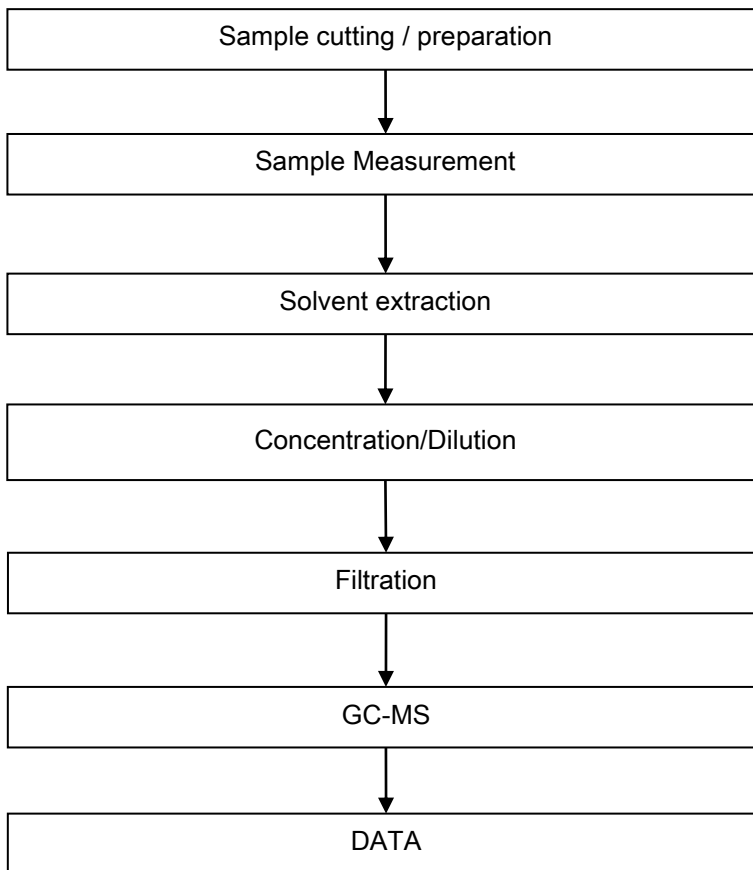 Sample cutting / preparation
Sample Measurement
Solvent extraction
Concentration/Dilution
Filtration
GC-MS
DATA